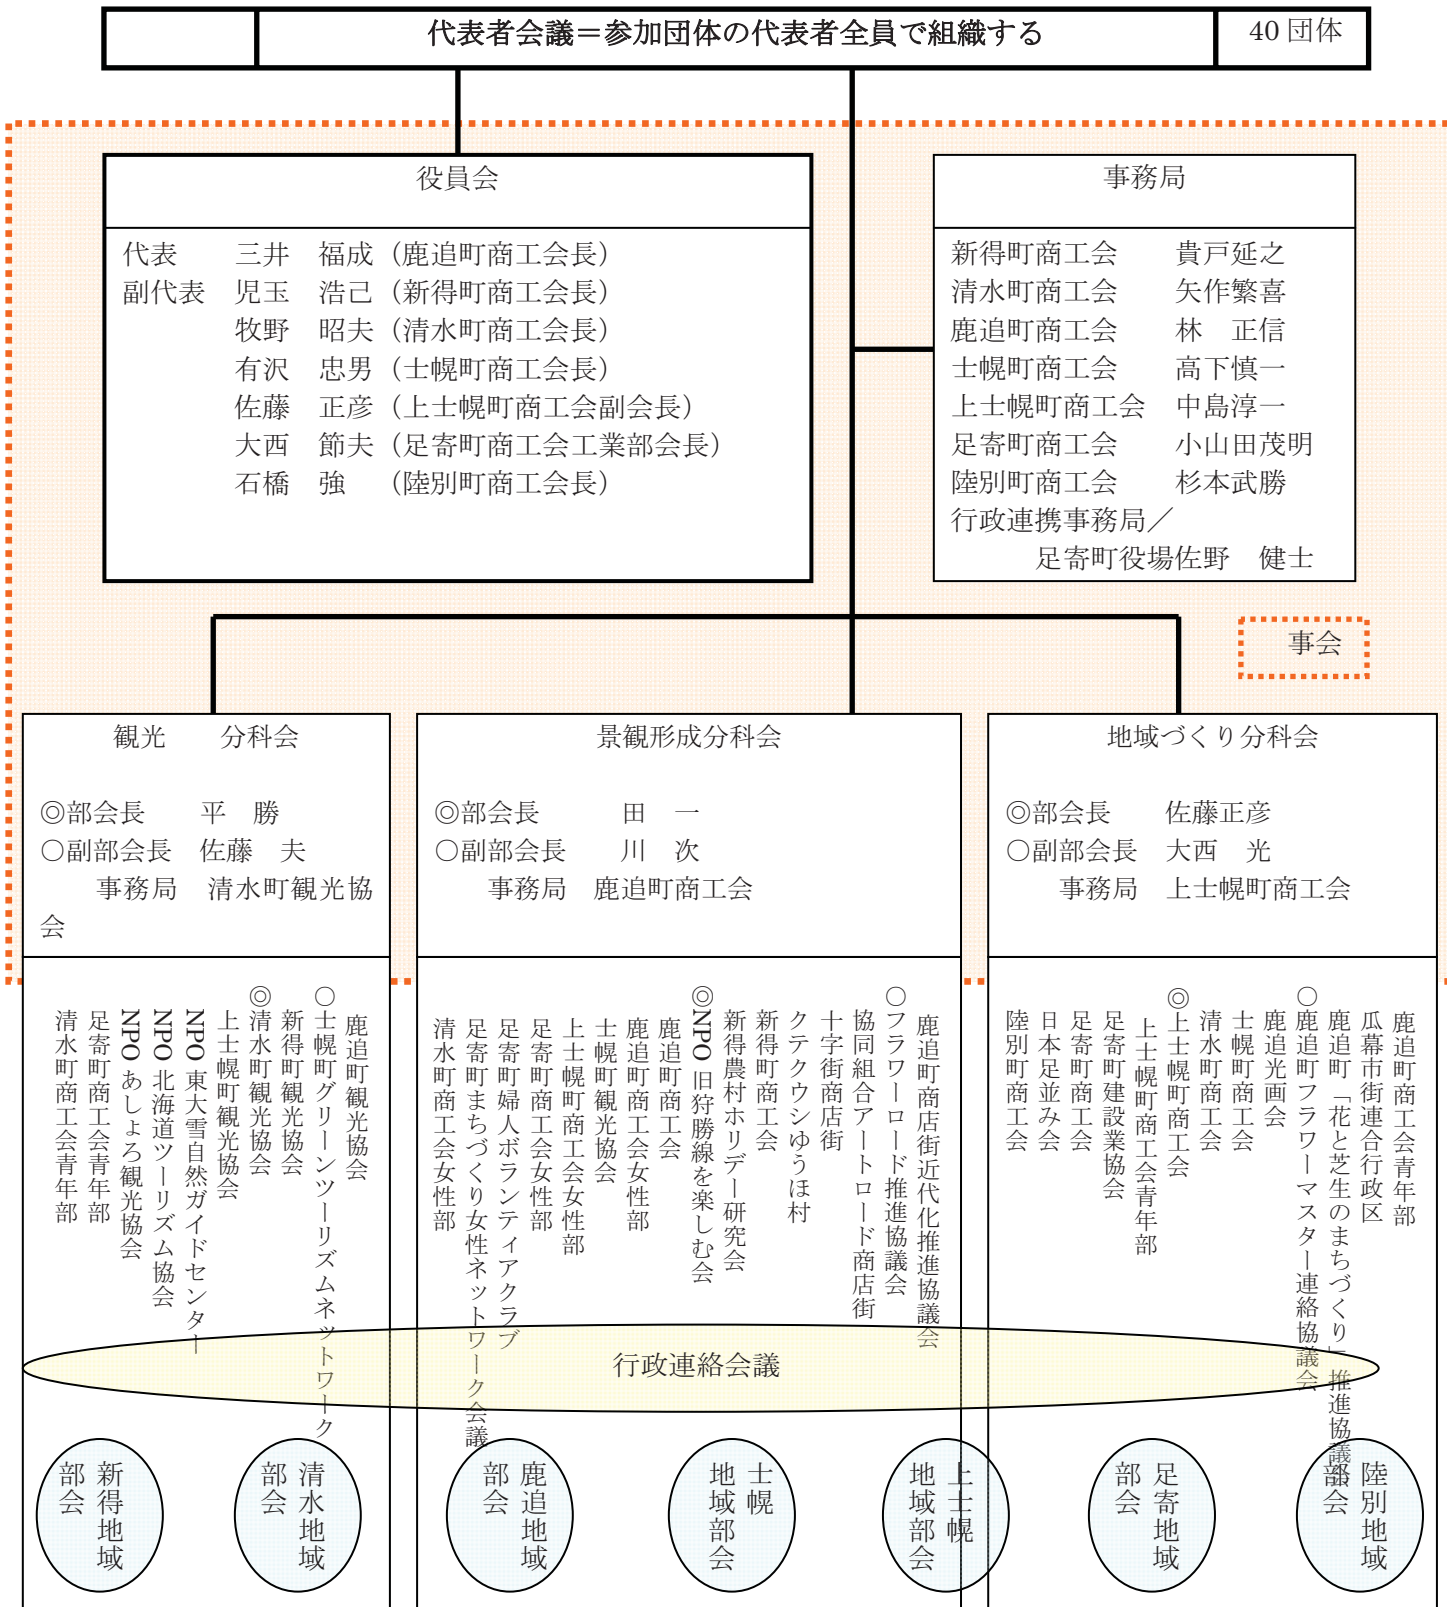 代表者会議＝参加団体の代表者全員で組織する
40 団体
役員会
代表　　三井　福成（鹿追町商工会長）
副代表　児玉　浩己（新得町商工会長）
牧野　昭夫（清水町商工会長）
有沢　忠男（士幌町商工会長）
佐藤　正彦（上士幌町商工会副会長）
大西　節夫（足寄町商工会工業部会長）
石橋　強　（陸別町商工会長）
事務局
新得町商工会　　貴戸延之
清水町商工会　　矢作繁喜
鹿追町商工会　　林　正信
士幌町商工会　　高下慎一
上士幌町商工会　中島淳一
足寄町商工会　　小山田茂明
陸別町商工会　　杉本武勝
行政連携事務局／
足寄町役場佐野　健士
事会
観光　　分科会
◎部会長　　平　勝
○副部会長　佐藤　夫
事務局　清水町観光協
会
景観形成分科会
◎部会長　　　田　一
○副部会長　　川　次
事務局　鹿追町商工会
地域づくり分科会
◎部会長　　佐藤正彦
○副部会長　大西　光
事務局　上士幌町商工会
鹿追町観光協会
○士幌町グリーンツーリズムネットワーク
新得町観光協会
◎清水町観光協会
上士幌町観光協会
NPO 東大雪自然ガイドセンター
NPO 北海道ツーリズム協会
NPO あしょろ観光協会
足寄町商工会青年部
清水町商工会青年部
鹿追町商店街近代化推進協議会
○フラワーロード推進協議会
協同組合アートロード商店街
十字街商店街
クテクウシゆうほ村
新得町商工会
新得農村ホリデー研究会
◎NPO 旧狩勝線を楽しむ会
鹿追町商工会
鹿追町商工会女性部
士幌町観光協会
上士幌町商工会女性部
足寄町商工会女性部
足寄町婦人ボランティアクラブ
足寄町まちづくり女性ネットワーク会議
清水町商工会女性部
鹿追町商工会青年部
瓜幕市街連合行政区
鹿追町「花と芝生のまちづくり」推進協議会
○鹿追町フラワーマスター連絡協議会
鹿追光画会
士幌町商工会
清水町商工会
◎上士幌町商工会
上士幌町商工会青年部
足寄町建設業協会
足寄町商工会
日本足並み会
陸別町商工会
行政連絡会議
新得地域
部会
清水地域
部会
鹿追地域
部会
士幌
地域部会
上士幌
地域部会
足寄地域
部会
陸別地域
部会